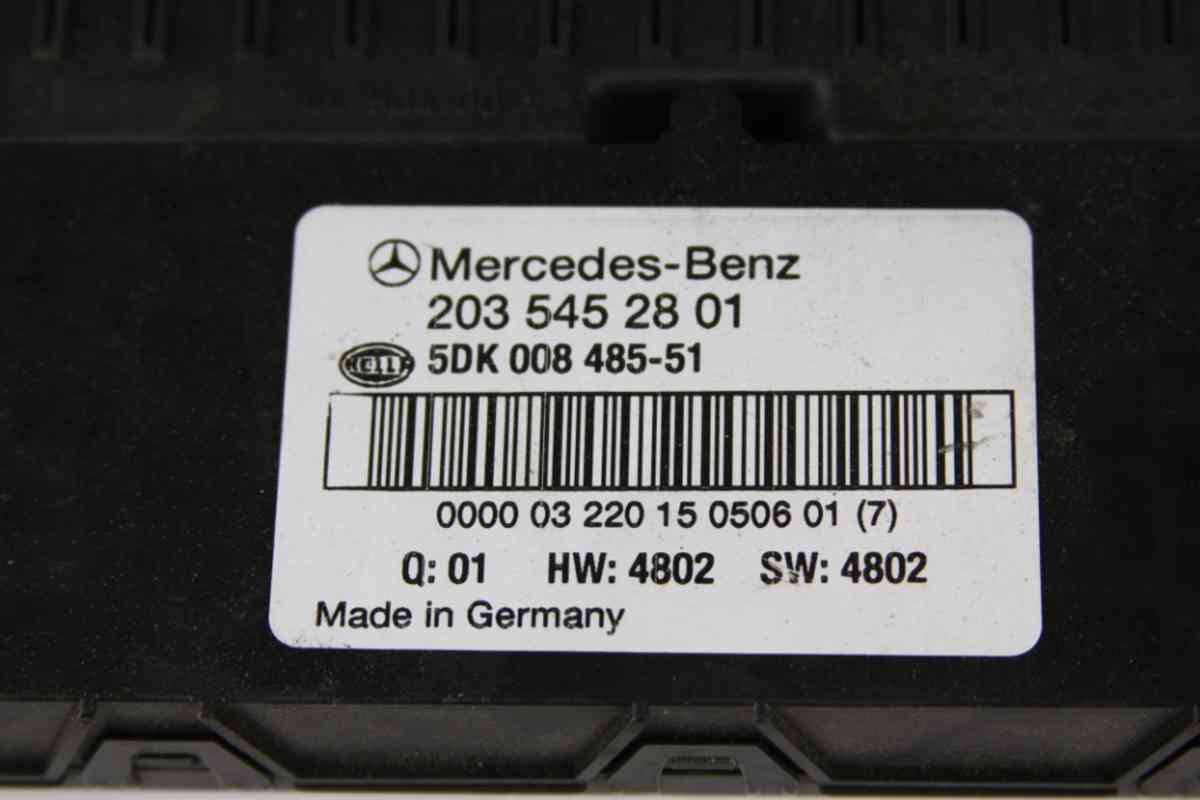 Mercedes-Benz
203 545 28 01
HELLA 5DK 008 485-51
0000 03 220 15 0506 01 (7)
Q: 01 HW: 4802 SW: 4802
Made in Germany